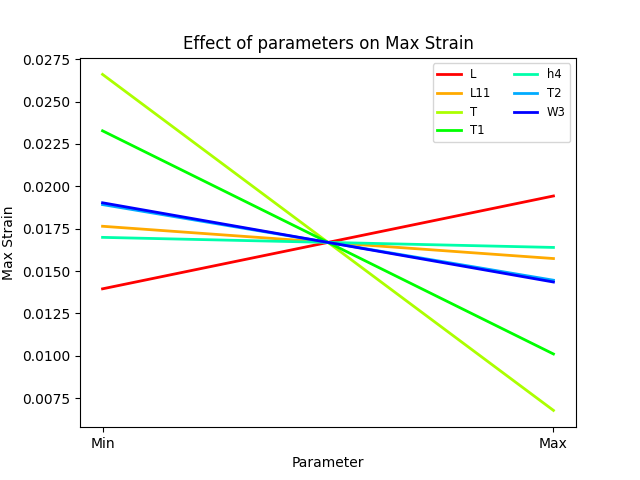 Effect of parameters on Max Strain
0.0275
0.0250
0.0225
0.0200
0.0175
0.0150
0.0125
0.0100
0.0075
Max Strain
L
L11
T
T1
h4
T2
W3
Min
Max
Parameter